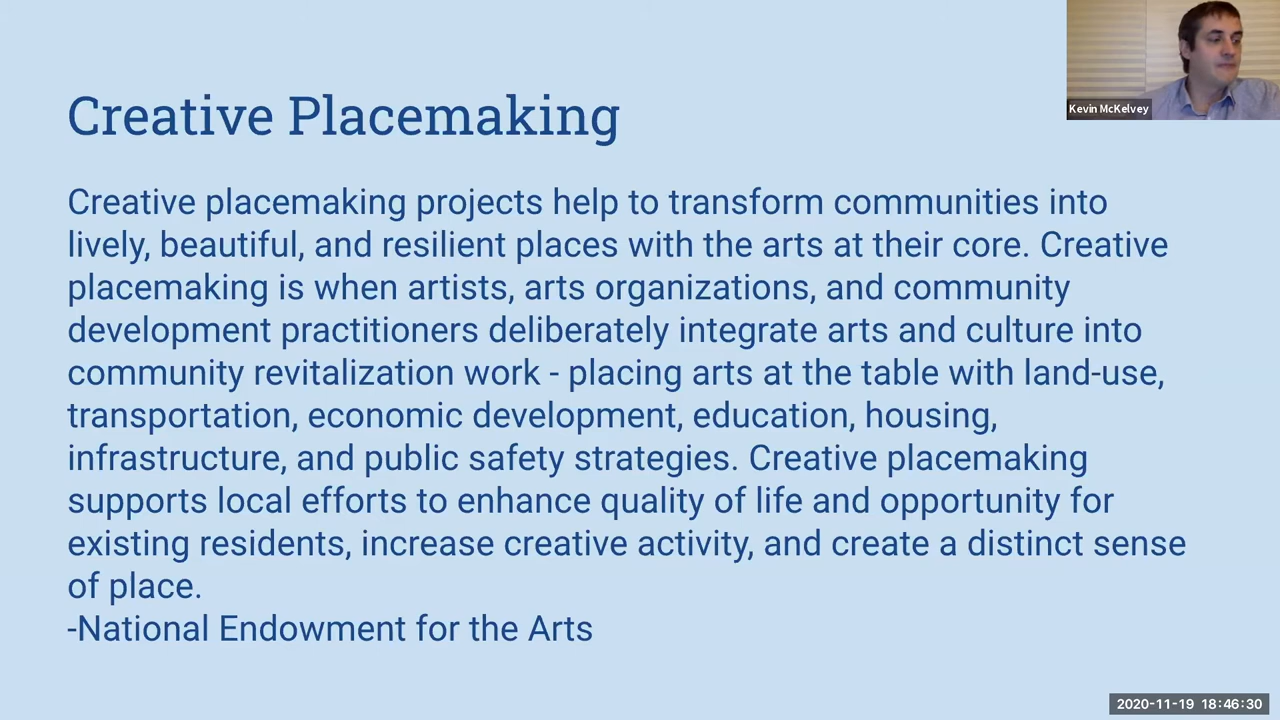 Creative Placemaking
Kevin McKelvey
Creative placemaking projects help to transform communities into
lively, beautiful, and resilient places with the arts at their core. Creative
placemaking is when artists, arts organizations, and community
development practitioners deliberately integrate arts and culture into
community revitalization work - placing arts at the table with land-use,
transportation, economic development, education, housing,
infrastructure, and public safety strategies. Creative placemaking
supports local efforts to enhance quality of life and opportunity for
existing residents, increase creative activity, and create a distinct sense
of place.
-National Endowment for the Arts
2020-11-19 18:46:30